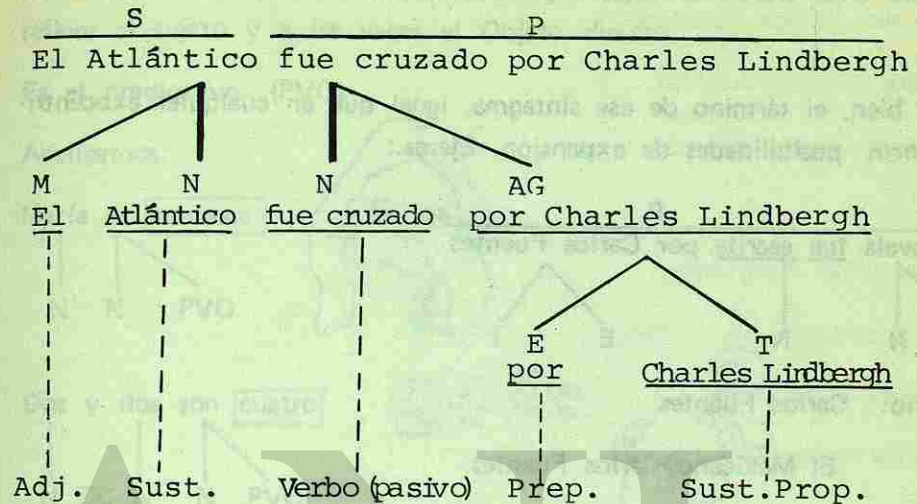 S P
El Atlántico fue cruzado por Charles Lindbergh
M N N AG
El Atlántico fue cruzado por Charles Lindbergh
E T
por Charles Lindbergh
Adj. Sust. Verbo (pasivo) Prep. Sust. Prop.